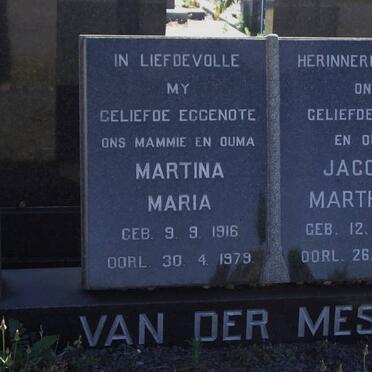 IN LIEFDEVOLLE
MY
GELIEFDE EGGENOTE
ONS MAMMIE EN OUMA
MARTINA
MARIA
GEB. 9. 9. 1916
OORL. 30. 4. 1979.
HERINNER
ON
GELIEFDE
EN O
JACO
MARTH
GEB. 12.
OORL. 26
VAN DER MES